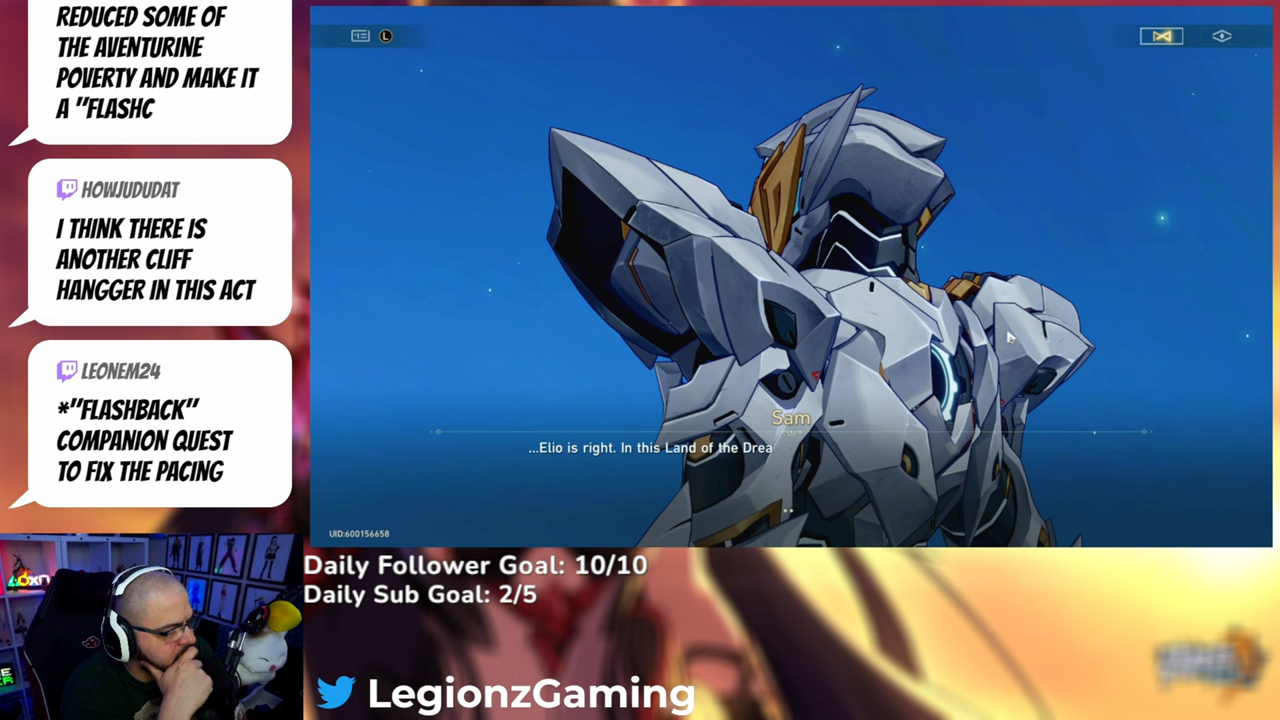 REDUCED SOME OF
THE AVENTURINE
POVERTY AND MAKE IT
A "FLASHC
HOWJUDUDAT
I THINK THERE IS
ANOTHER CLIFF
HANGGER IN THIS ACT
LEONEM24
*"FLASHBACK"
COMPANION QUEST
TO FIX THE PACING
L
Sam
...Elio is right. In this Land of the Drea
UID:600156658
Daily Follower Goal: 10/10
Daily Sub Goal: 2/5
LegionzGaming